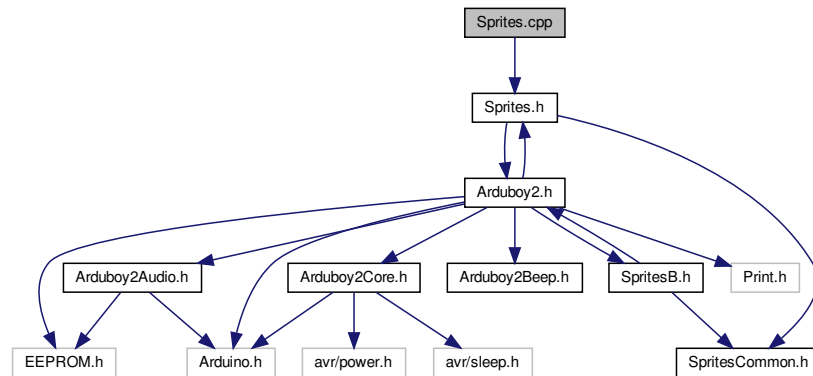 Sprites.cpp
Sprites.h
Arduboy2.h
Arduboy2Audio.h
Arduboy2Core.h
Arduboy2Beep.h
SpritesB.h
Print.h
EEPROM.h
Arduino.h
avr/power.h
avr/sleep.h
SpritesCommon.h